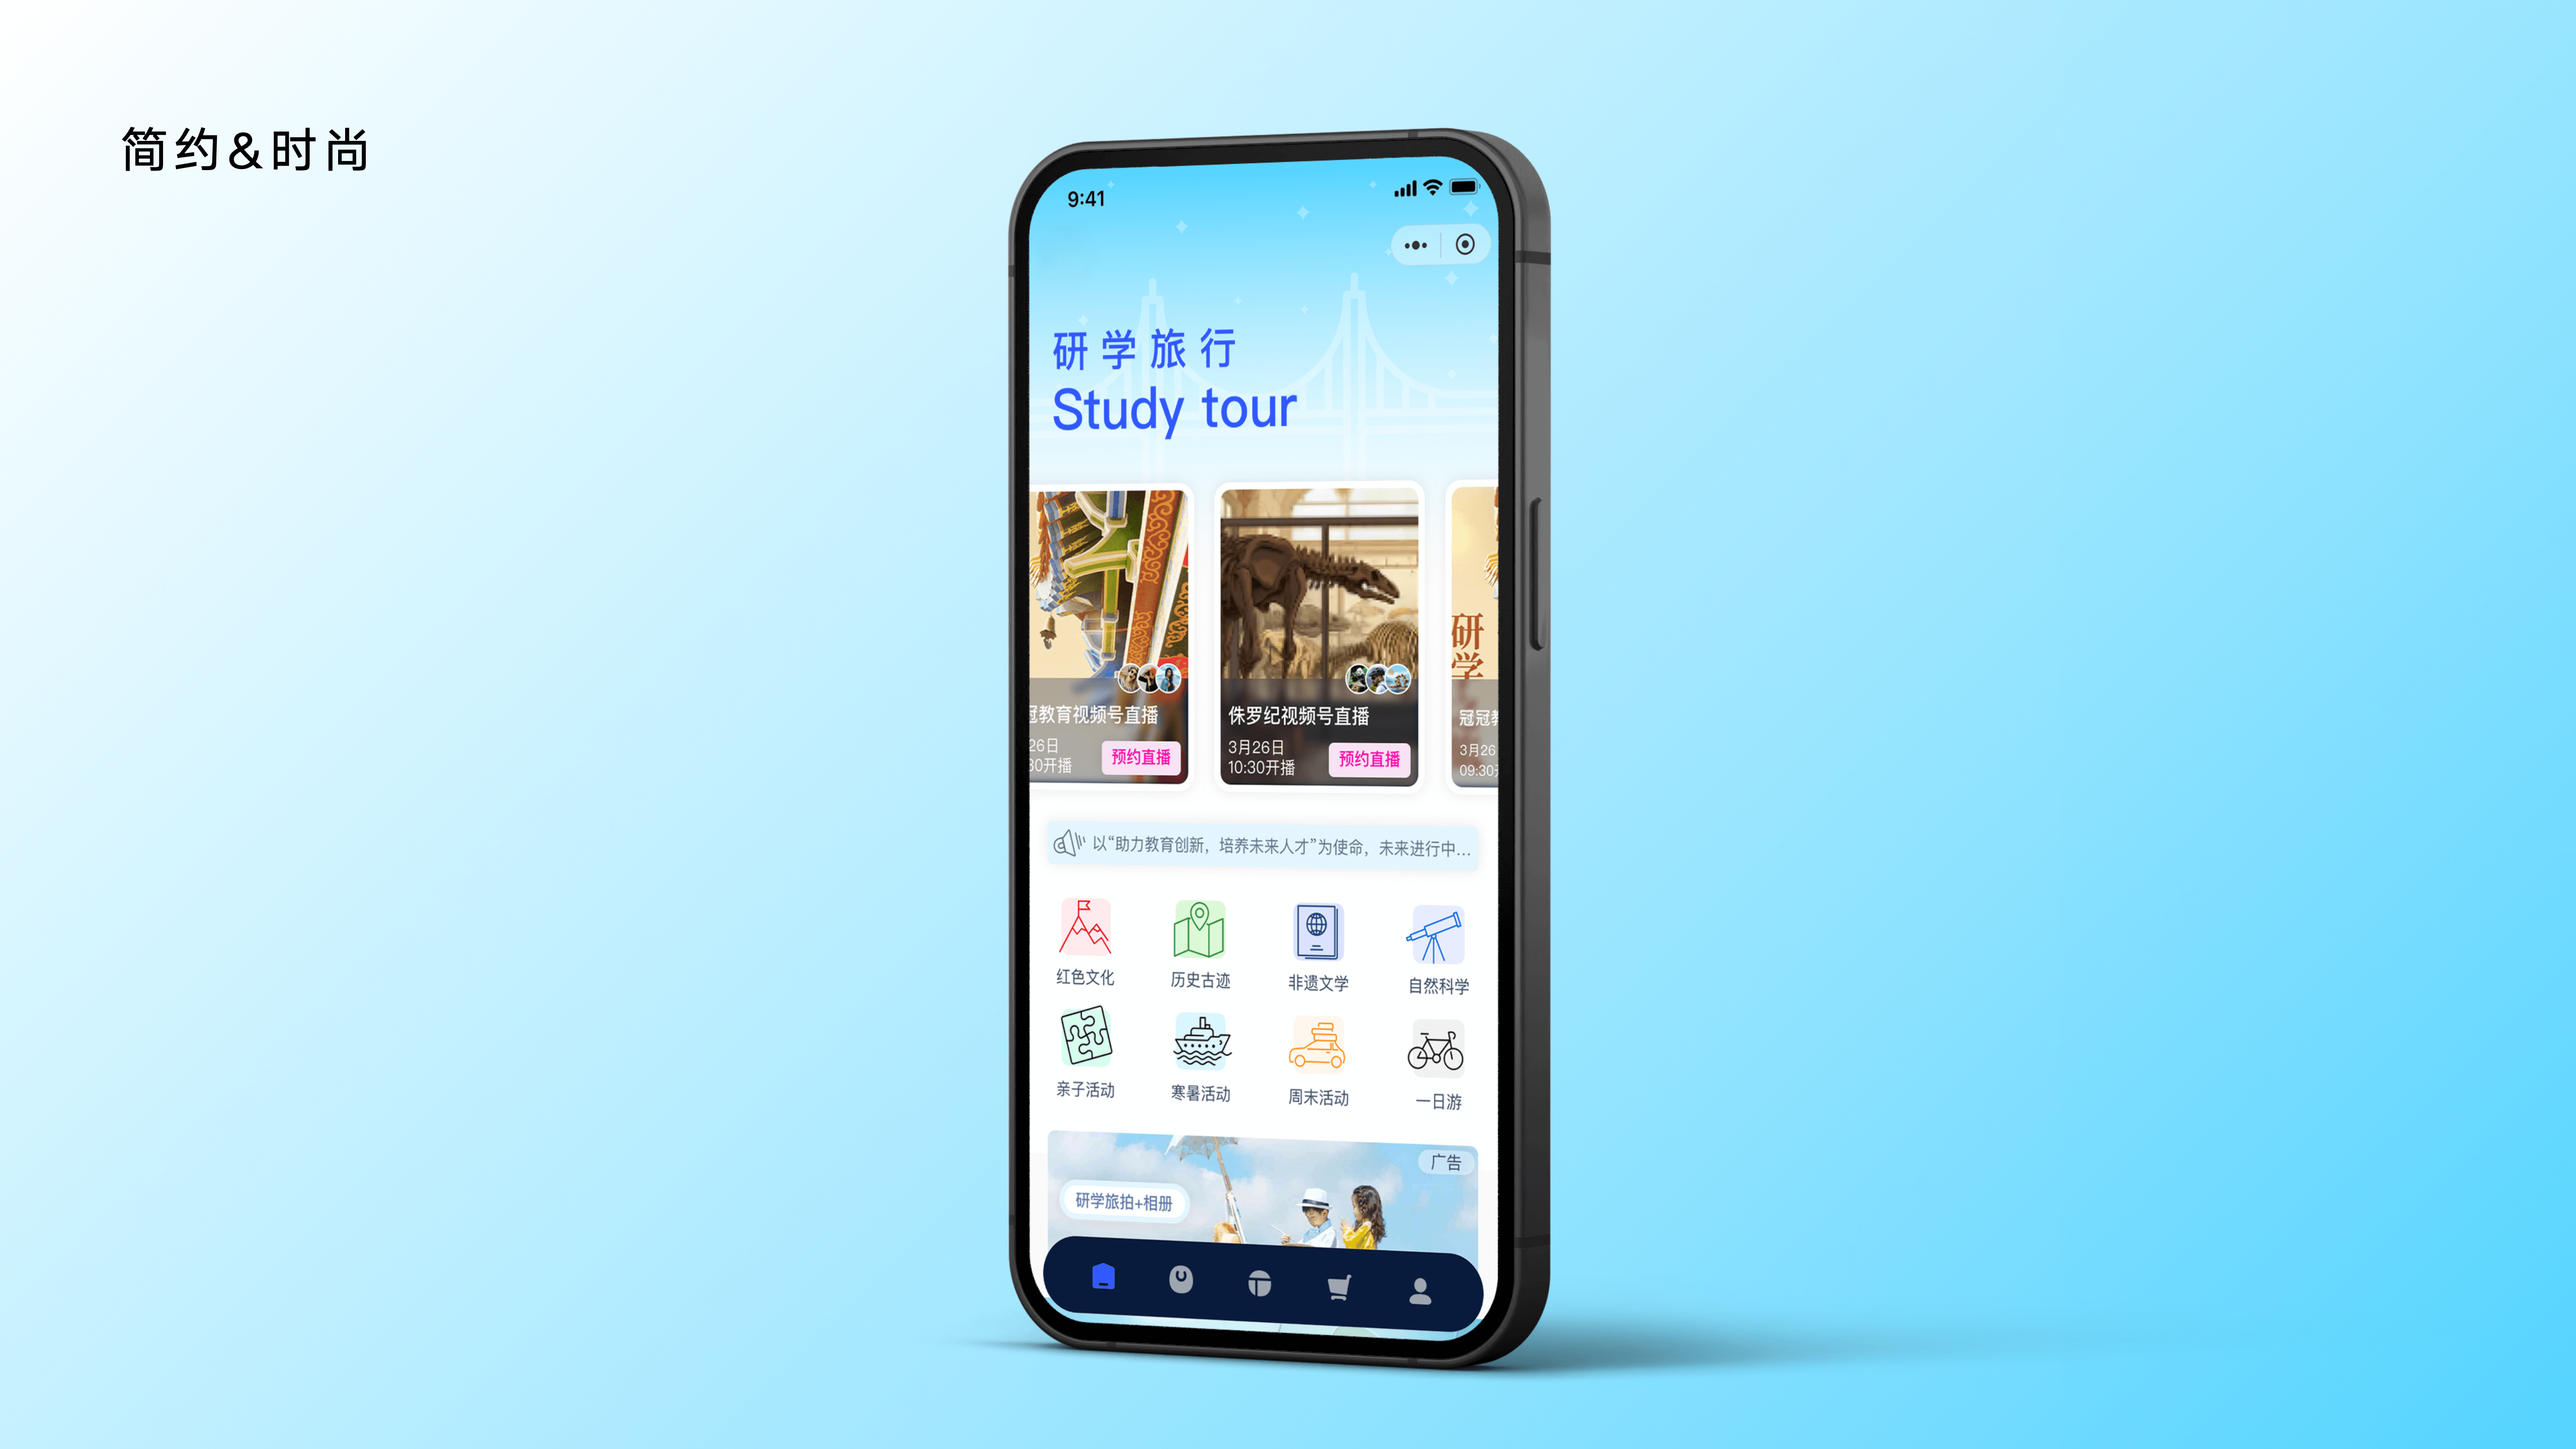 简约&时尚
9:41
研学旅行
Study tour
研
学
冠教育视频号直播
26日
30开播
预约直播
侏罗纪视频号直播
3月26日
10:30开播
预约直播
冠冠教
3月26
09:30
以“助力教育创新，培养未来人才”为使命，未来进行中...
红色文化
历史古迹
非遗文学
自然科学
亲子活动
寒暑活动
周末活动
一日游
广告
研学旅拍+相册